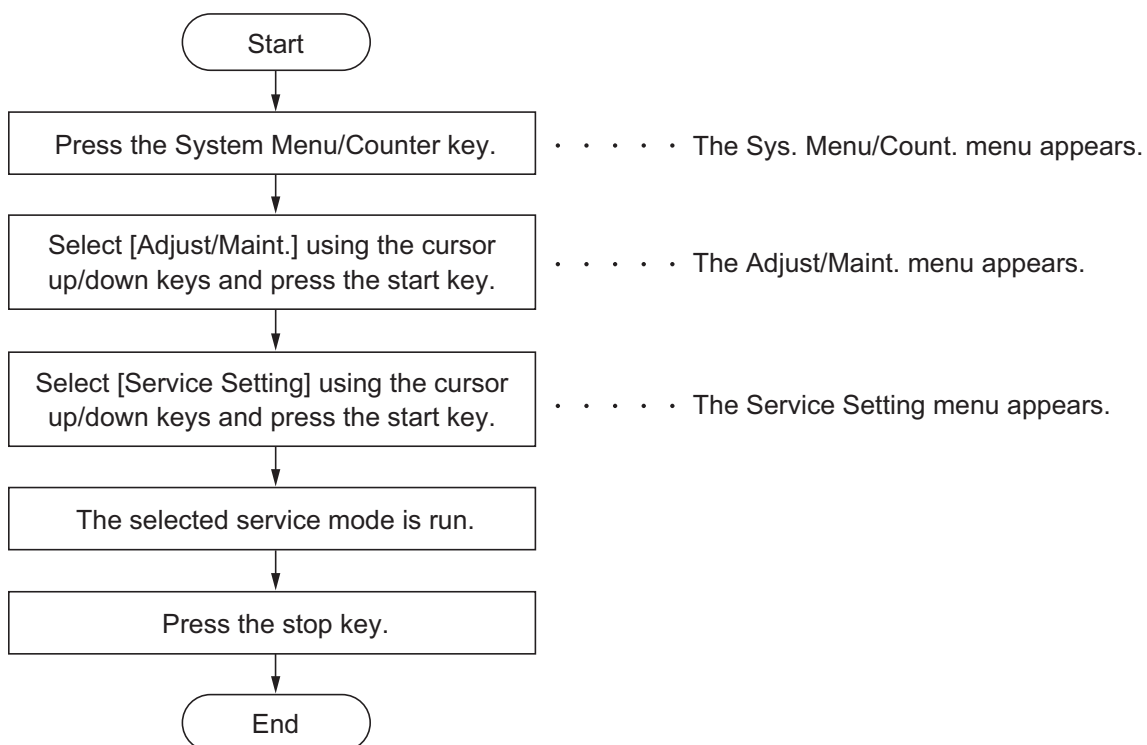 Start
Press the System Menu/Counter key.
· · · · · The Sys. Menu/Count. menu appears.
Select [Adjust/Maint.] using the cursor
up/down keys and press the start key.
· · · · · The Adjust/Maint. menu appears.
Select [Service Setting] using the cursor
up/down keys and press the start key.
· · · · · The Service Setting menu appears.
The selected service mode is run.
Press the stop key.
End